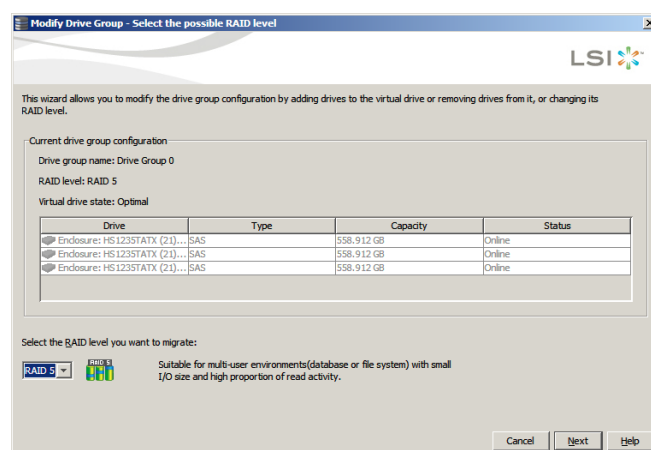 Modify Drive Group - Select the possible RAID level
LSI
This wizard allows you to modify the drive group configuration by adding drives to the virtual drive or removing drives from it, or changing its
RAID level.
Current drive group configuration
Drive group name: Drive Group 0
RAID level: RAID 5
Virtual drive state: Optimal
Drive Type Capacity Status
Enclosure: HS1235TATX (21)... SAS 558.912 GB Online
Enclosure: HS1235TATX (21)... SAS 558.912 GB Online
Enclosure: HS1235TATX (21)... SAS 558.912 GB Online
Select the RAID level you want to migrate:
RAID 5 RAID 5 Suitable for multi-user environments(database or file system) with small
I/O size and high proportion of read activity.
Cancel Next Help